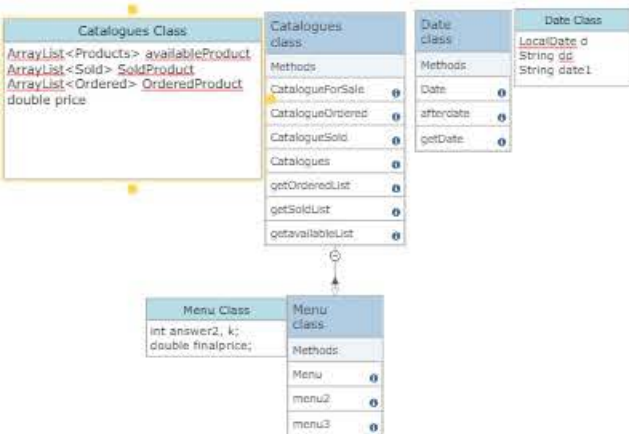 Catalogues Class
ArrayList<Products> availableProduct
ArrayList<Sold> SoldProduct
ArrayList<Ordered> OrderedProduct
double price
Catalogues
class
Methods
CatalogueForSale
CatalogueOrdered
CatalogueSold
Catalogues
getOrderedList
getSoldList
getavailableList
Date
class
Methods
Date
afterdate
getDate
Date Class
LocalDate d
String dd
String date1
Menu Class
int answer2, k;
double finalprice;
Menu
class
Methods
Menu
menu2
menu3